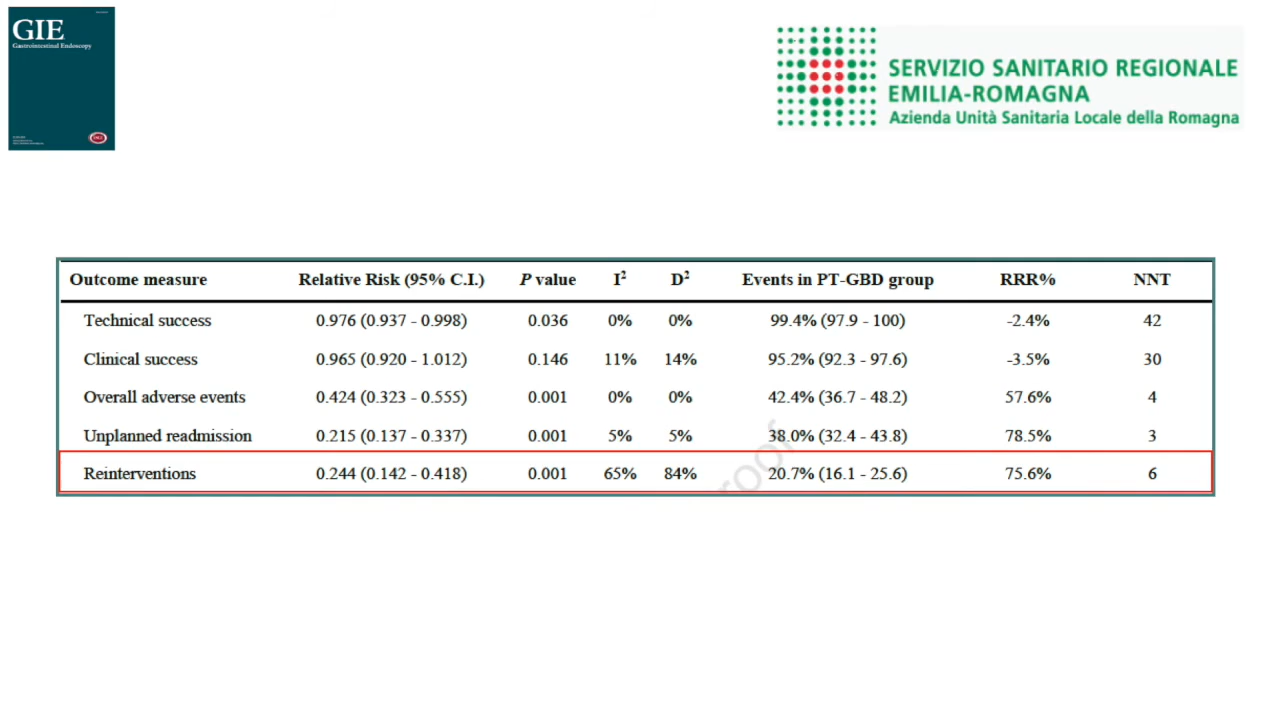 GIE
Gastrointestinal Endoscopy
SERVIZIO SANITARIO REGIONALE
EMILIA-ROMAGNA
Azienda Unità Sanitaria Locale della Romagna
Outcome measure Relative Risk (95% C.I.) P value I² D² Events in PT-GBD group RRR% NNT
Technical success 0.976 (0.937 - 0.998) 0.036 0% 0% 99.4% (97.9 - 100) -2.4% 42
Clinical success 0.965 (0.920 - 1.012) 0.146 11% 14% 95.2% (92.3 - 97.6) -3.5% 30
Overall adverse events 0.424 (0.323 - 0.555) 0.001 0% 0% 42.4% (36.7 - 48.2) 57.6% 4
Unplanned readmission 0.215 (0.137 - 0.337) 0.001 5% 5% 38.0% (32.4 - 43.8) 78.5% 3
Reinterventions 0.244 (0.142 - 0.418) 0.001 65% 84% 20.7% (16.1 - 25.6) 75.6% 6
roof